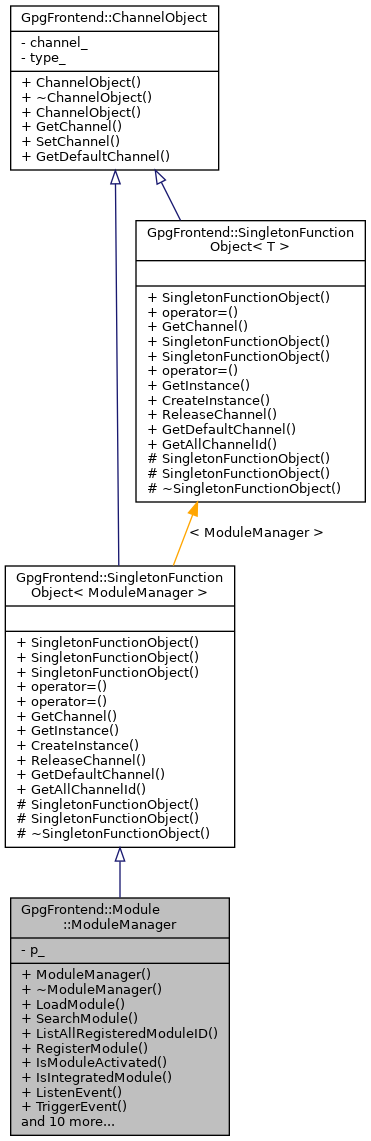 GpgFrontend::ChannelObject
- channel_
- type_
+ ChannelObject()
+ ~ChannelObject()
+ ChannelObject()
+ GetChannel()
+ SetChannel()
+ GetDefaultChannel()
GpgFrontend::SingletonFunction
Object< T >
+ SingletonFunctionObject()
+ operator=()
+ GetChannel()
+ SingletonFunctionObject()
+ SingletonFunctionObject()
+ operator=()
+ GetInstance()
+ CreateInstance()
+ ReleaseChannel()
+ GetDefaultChannel()
+ GetAllChannelId()
# SingletonFunctionObject()
# SingletonFunctionObject()
# ~SingletonFunctionObject()
< ModuleManager >
GpgFrontend::SingletonFunction
Object< ModuleManager >
+ SingletonFunctionObject()
+ SingletonFunctionObject()
+ SingletonFunctionObject()
+ operator=()
+ operator=()
+ GetChannel()
+ GetInstance()
+ CreateInstance()
+ ReleaseChannel()
+ GetDefaultChannel()
+ GetAllChannelId()
# SingletonFunctionObject()
# SingletonFunctionObject()
# ~SingletonFunctionObject()
GpgFrontend::Module
::ModuleManager
- p_
+ ModuleManager()
+ ~ModuleManager()
+ LoadModule()
+ SearchModule()
+ ListAllRegisteredModuleID()
+ RegisterModule()
+ IsModuleActivated()
+ IsIntegratedModule()
+ ListenEvent()
+ TriggerEvent()
and 10 more...